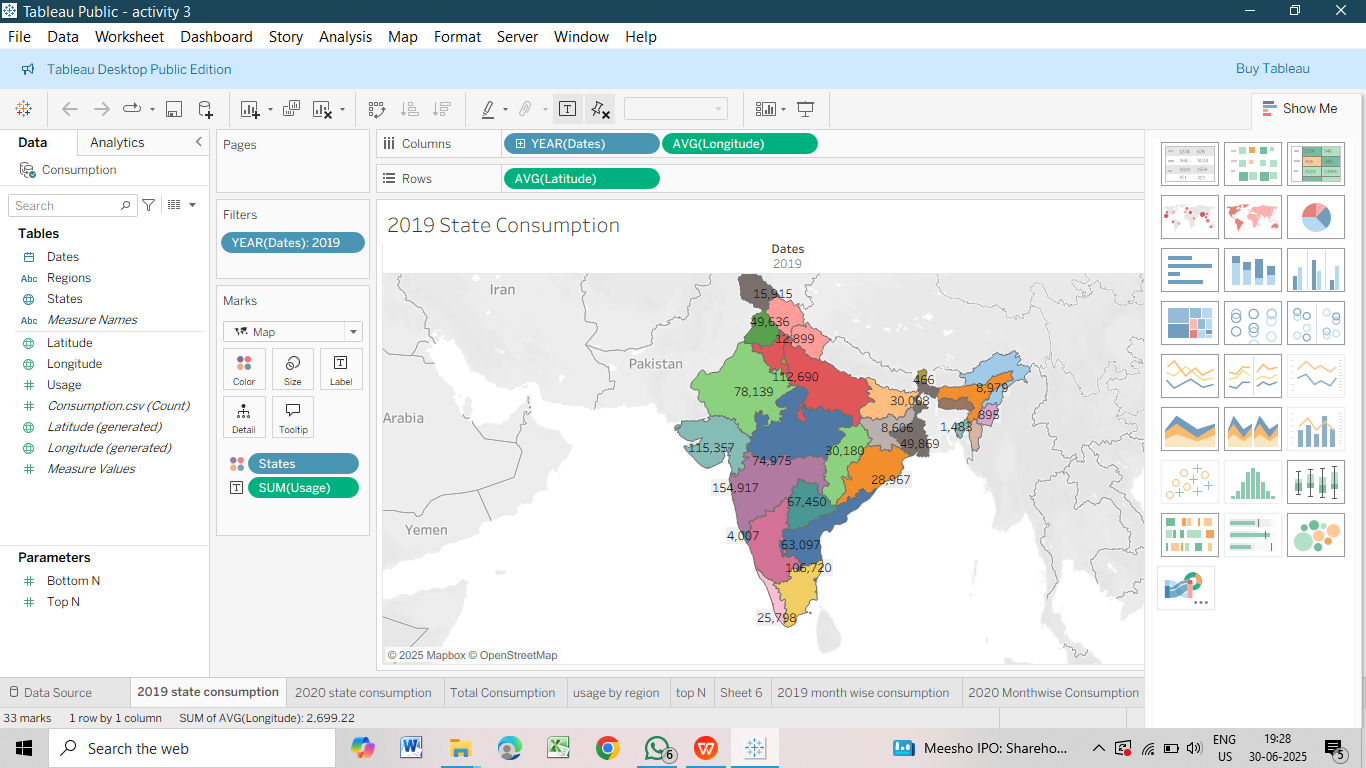 Tableau Public - activity 3
File Data Worksheet Dashboard Story Analysis Map Format Server Window Help
Tableau Desktop Public Edition
Buy Tableau
Show Me
Data Analytics
Consumption
Search
Tables
Dates
Abc Regions
States
Abc Measure Names
Latitude
Longitude
Usage
Consumption.csv (Count)
Latitude (generated)
Longitude (generated)
Measure Values
Parameters
Bottom N
Top N
Pages
Filters
YEAR(Dates): 2019
Marks
Map
Color Size Label
Detail Tooltip
States
SUM(Usage)
Columns YEAR(Dates) AVG(Longitude)
Rows AVG(Latitude)
2019 State Consumption
Dates
2019
Iran
15,915
49,636
12,899
Pakistan
112,690
466
78,139
8,979
30,008
Arabia
895
8,606
1,483
49,869
115,357
30,180
74,975
28,967
154,917
67,450
Yemen
4,007
63,097
106,720
25,798
© 2025 Mapbox © OpenStreetMap
Data Source 2019 state consumption 2020 state consumption Total Consumption usage by region top N Sheet 6 2019 month wise consumption 2020 Monthwise Consumption
33 marks 1 row by 1 column SUM of AVG(Longitude): 2,699.22
Search the web
6
Meesho IPO: Shareho...
ENG
US
19:28
30-06-2025
5